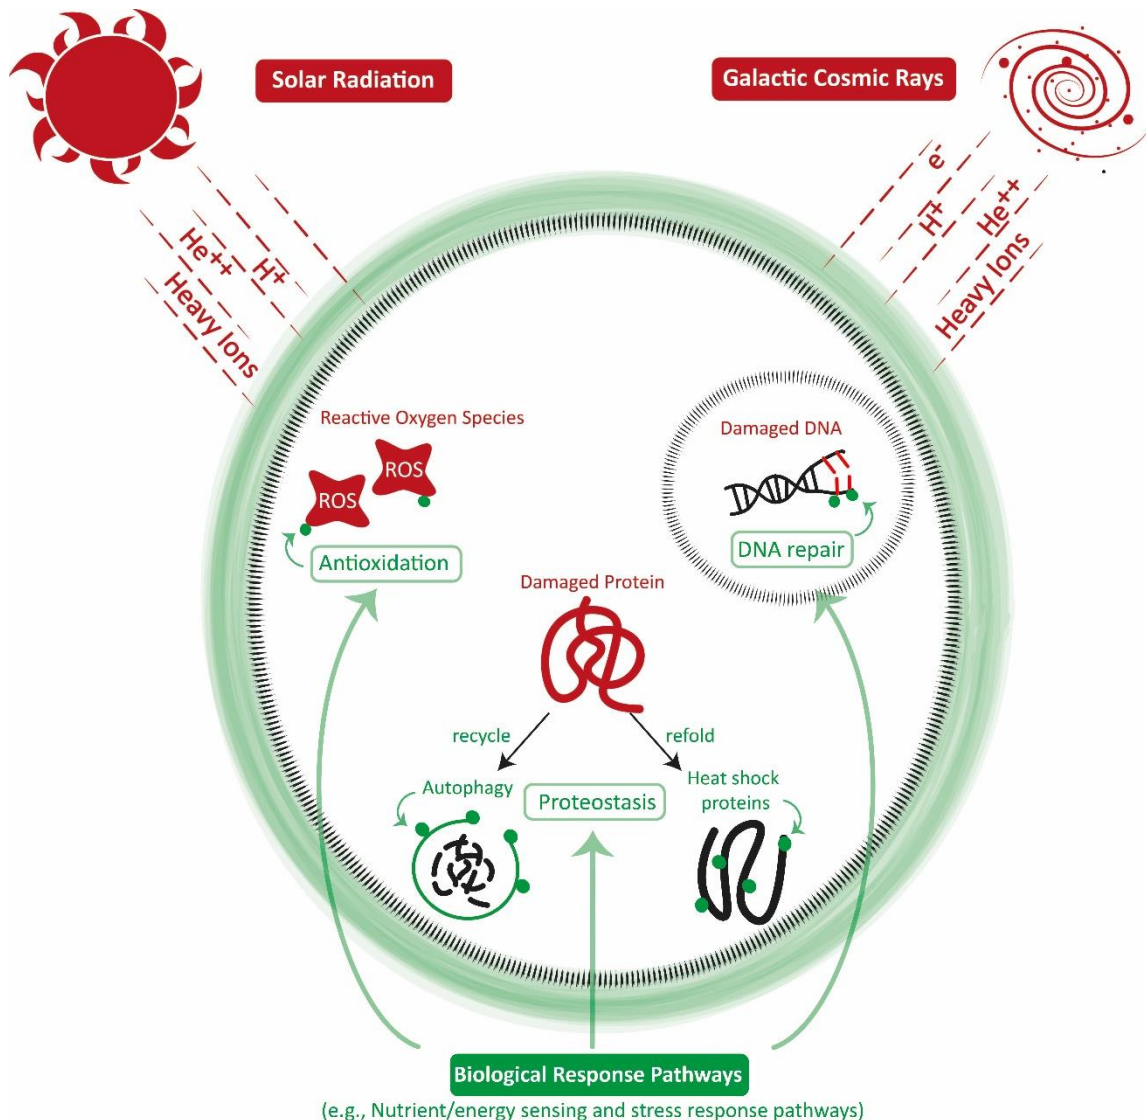 Solar Radiation
Galactic Cosmic Rays
H+
He++
Heavy Ions
e-
H+
He++
Heavy Ions
Reactive Oxygen Species
ROS
ROS
Antioxidation
Damaged DNA
DNA repair
Damaged Protein
recycle
refold
Autophagy
Proteostasis
Heat shock
proteins
Biological Response Pathways
(e.g., Nutrient/energy sensing and stress response pathways)